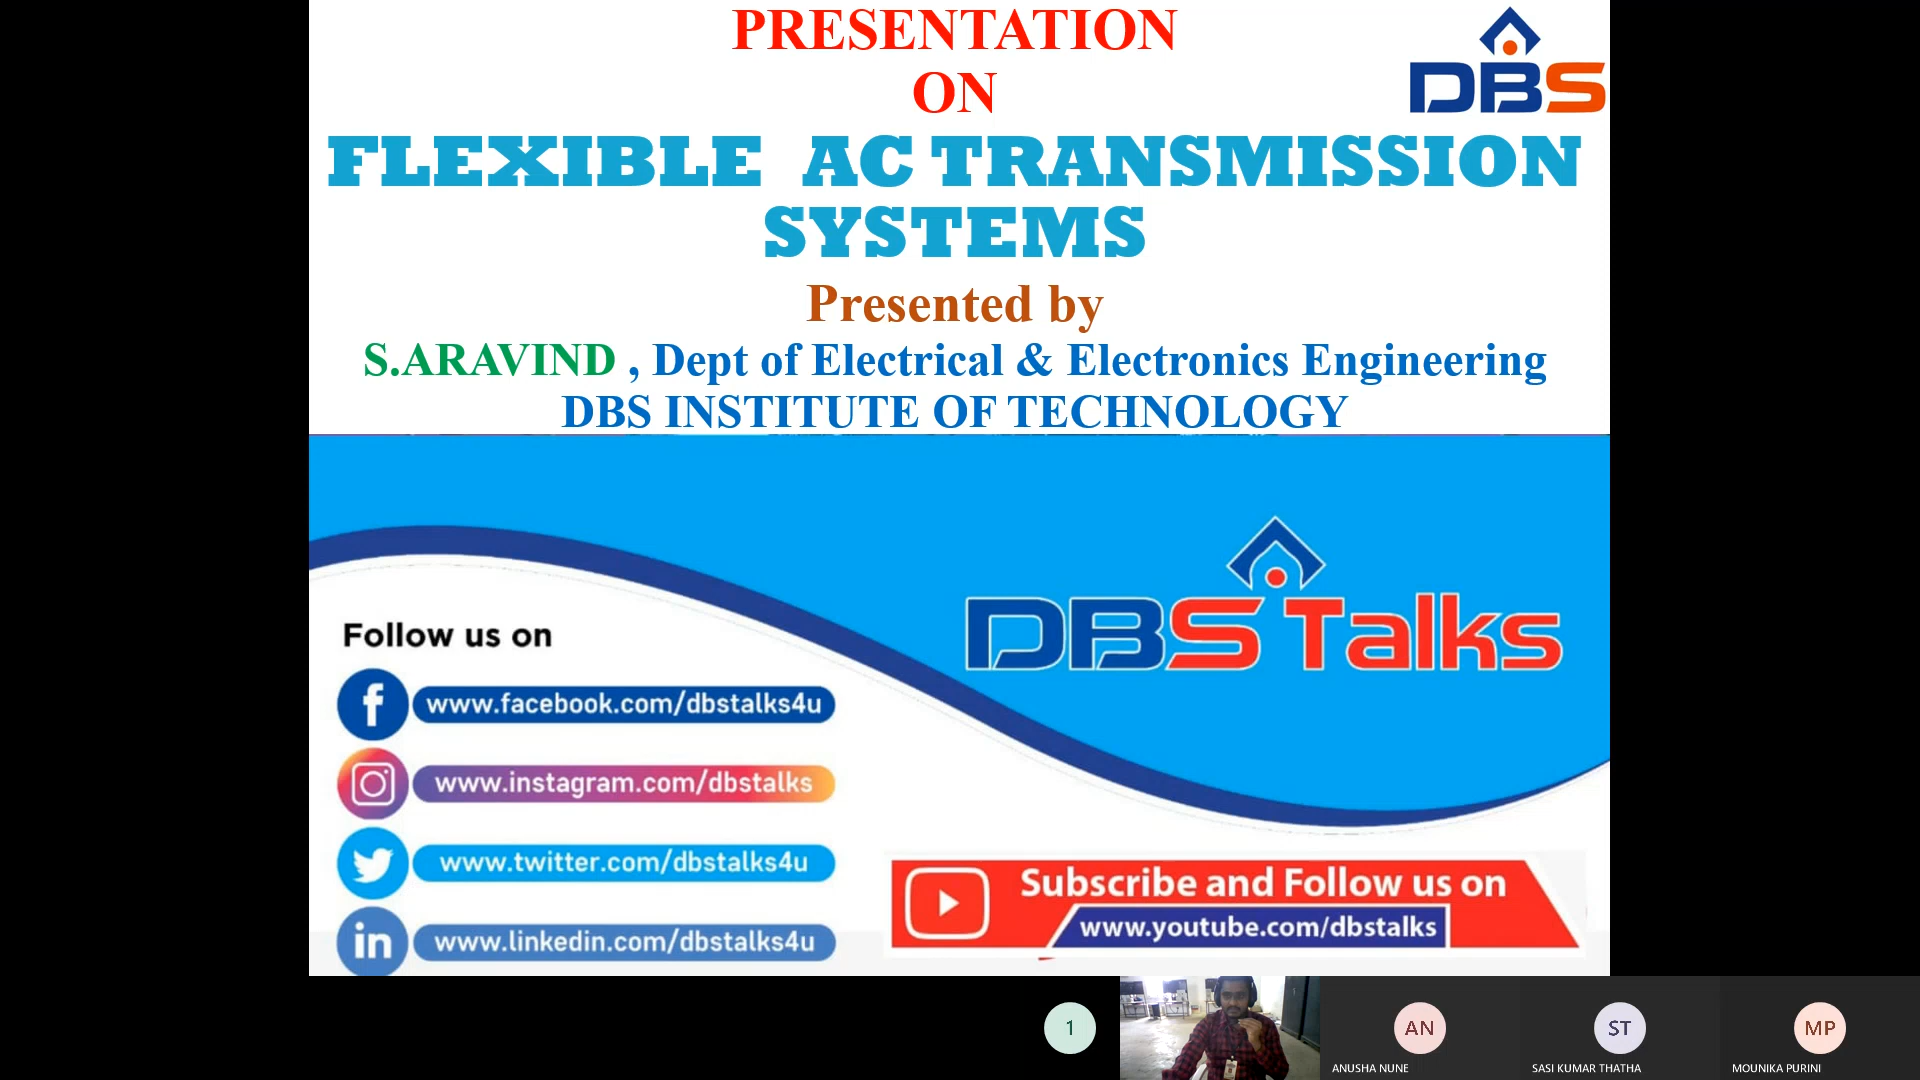 PRESENTATION
ON
DBS
FLEXIBLE AC TRANSMISSION
SYSTEMS
Presented by
S.ARAVIND , Dept of Electrical & Electronics Engineering
DBS INSTITUTE OF TECHNOLOGY
DBS Talks
Follow us on
f www.facebook.com/dbstalks4u
www.instagram.com/dbstalks
www.twitter.com/dbstalks4u
in www.linkedin.com/dbstalks4u
Subscribe and Follow us on
www.youtube.com/dbstalks
1
AN
ST
MP
ANUSHA NUNE
SASI KUMAR THATHA
MOUNIKA PURINI